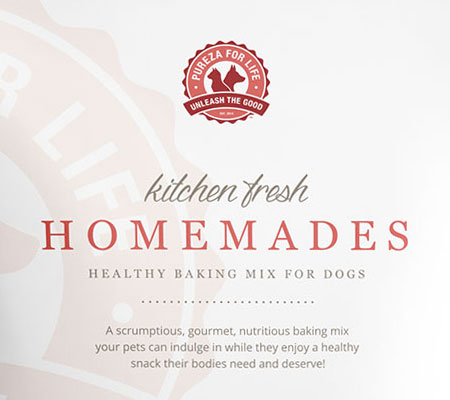 PUREZA FOR LIFE
UNLEASH THE GOOD
kitchen fresh
HOMEMADES
HEALTHY BAKING MIX FOR DOGS
A scrumptious, gourmet, nutritious baking mix
your pets can indulge in while they enjoy a healthy
snack their bodies need and deserve!